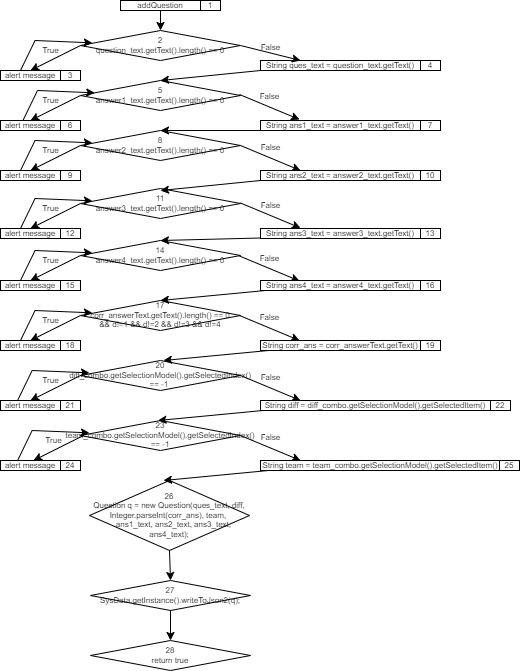 addQuestion 1
2
question_text.getText().length() == 0
True
False
alert message 3
String ques_text = question_text.getText() 4
5
answer1_text.getText().length() == 0
True
False
alert message 6
String ans1_text = answer1_text.getText() 7
8
answer2_text.getText().length() == 0
True
False
alert message 9
String ans2_text = answer2_text.getText() 10
11
answer3_text.getText().length() == 0
True
False
alert message 12
String ans3_text = answer3_text.getText() 13
14
answer4_text.getText().length() == 0
True
False
alert message 15
String ans4_text = answer4_text.getText() 16
17
corr_answerText.getText().length() == 0
&& d!=1 && d!=2 && d!=3 && d!=4
True
False
alert message 18
String corr_ans = corr_answerText.getText() 19
20
diff_combo.getSelectionModel().getSelectedIndex()
== -1
True
False
alert message 21
String diff = diff_combo.getSelectionModel().getSelectedItem() 22
23
team_combo.getSelectionModel().getSelectedIndex()
== -1
True
False
alert message 24
String team = team_combo.getSelectionModel().getSelectedItem() 25
26
Question q = new Question(ques_text, diff,
Integer.parseInt(corr_ans), team,
ans1_text, ans2_text, ans3_text,
ans4_text);
27
SysData.getInstance().writeToJson2(q);
28
return true